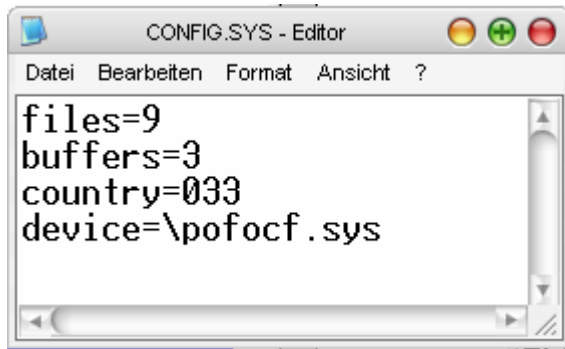 CONFIG.SYS - Editor
Datei Bearbeiten Format Ansicht ?
files=9
buffers=3
country=033
device=\pofocf.sys